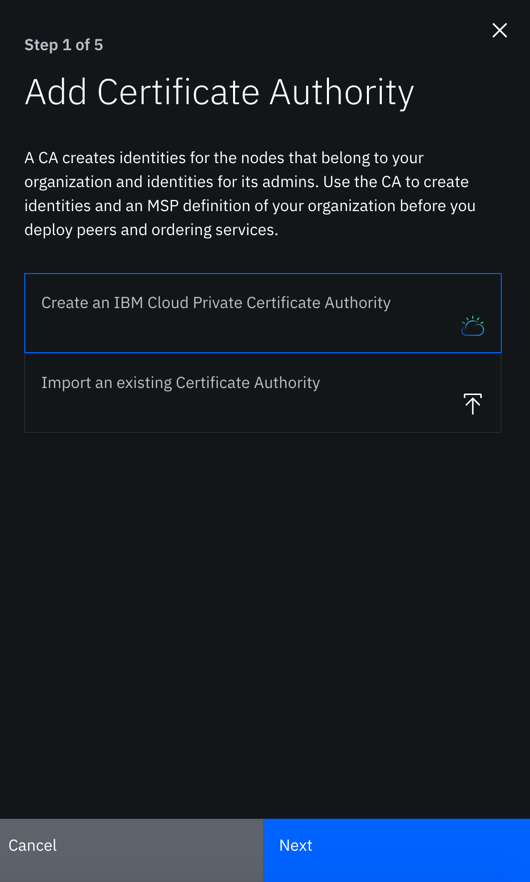 Step 1 of 5
Add Certificate Authority
A CA creates identities for the nodes that belong to your
organization and identities for its admins. Use the CA to create
identities and an MSP definition of your organization before you
deploy peers and ordering services.
Create an IBM Cloud Private Certificate Authority
Import an existing Certificate Authority
Cancel
Next